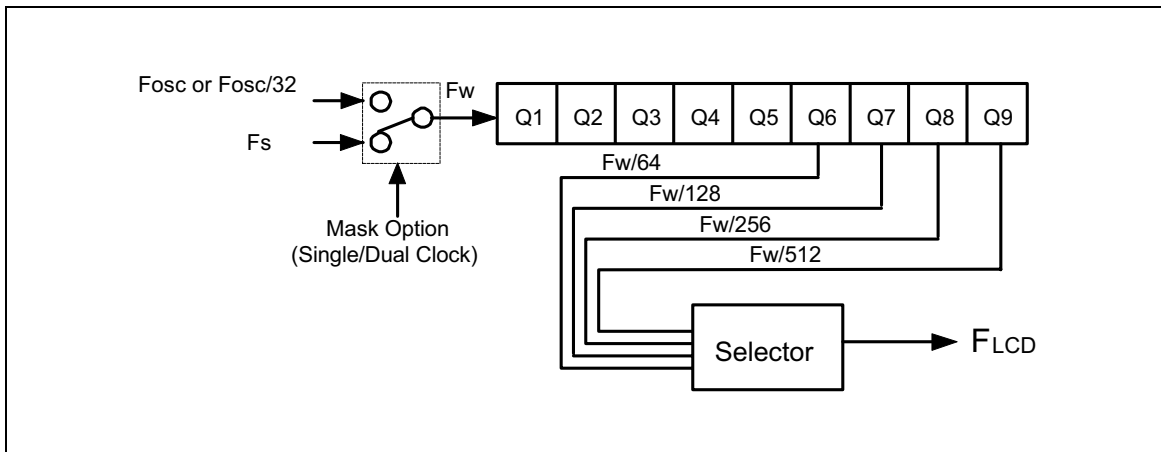 Fosc or Fosc/32
Fw
Fs
Q1 Q2 Q3 Q4 Q5 Q6 Q7 Q8 Q9
Fw/64
Fw/128
Fw/256
Fw/512
Mask Option
(Single/Dual Clock)
Selector
FLCD